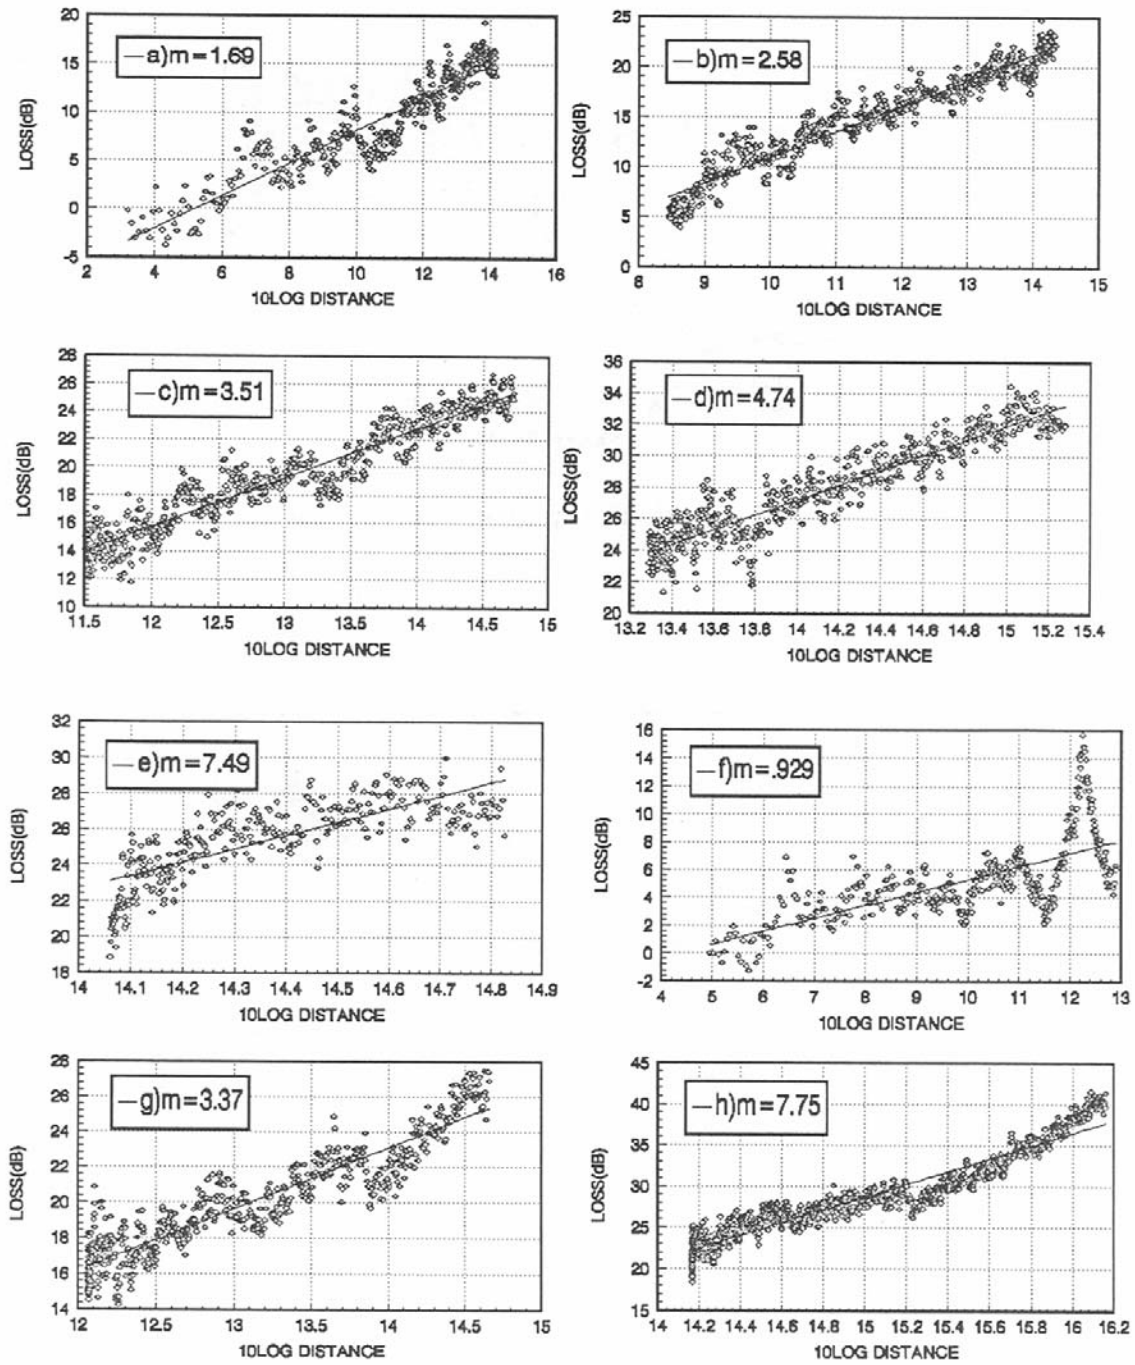 20
15
10
5
0
-5
LOSS(dB)
a)m=1.69
2 4 6 8 10 12 14 16
10LOG DISTANCE
25
20
15
10
5
0
LOSS(dB)
b)m=2.58
8 9 10 11 12 13 14 15
10LOG DISTANCE
28
26
24
22
20
18
16
14
12
10
LOSS(dB)
c)m=3.51
11.5 12 12.5 13 13.5 14 14.5 15
10LOG DISTANCE
36
34
32
30
28
26
24
22
20
LOSS(dB)
d)m=4.74
13.2 13.4 13.6 13.8 14 14.2 14.4 14.6 14.8 15 15.2 15.4
10LOG DISTANCE
32
30
28
26
24
22
20
18
LOSS(dB)
e)m=7.49
14 14.1 14.2 14.3 14.4 14.5 14.6 14.7 14.8 14.9
10LOG DISTANCE
16
14
12
10
8
6
4
2
0
-2
LOSS(dB)
f)m=.929
4 5 6 7 8 9 10 11 12 13
10LOG DISTANCE
28
26
24
22
20
18
16
14
LOSS(dB)
g)m=3.37
12 12.5 13 13.5 14 14.5 15
10LOG DISTANCE
45
40
35
30
25
20
15
LOSS(dB)
h)m=7.75
14 14.2 14.4 14.6 14.8 15 15.2 15.4 15.6 15.8 16 16.2
10LOG DISTANCE